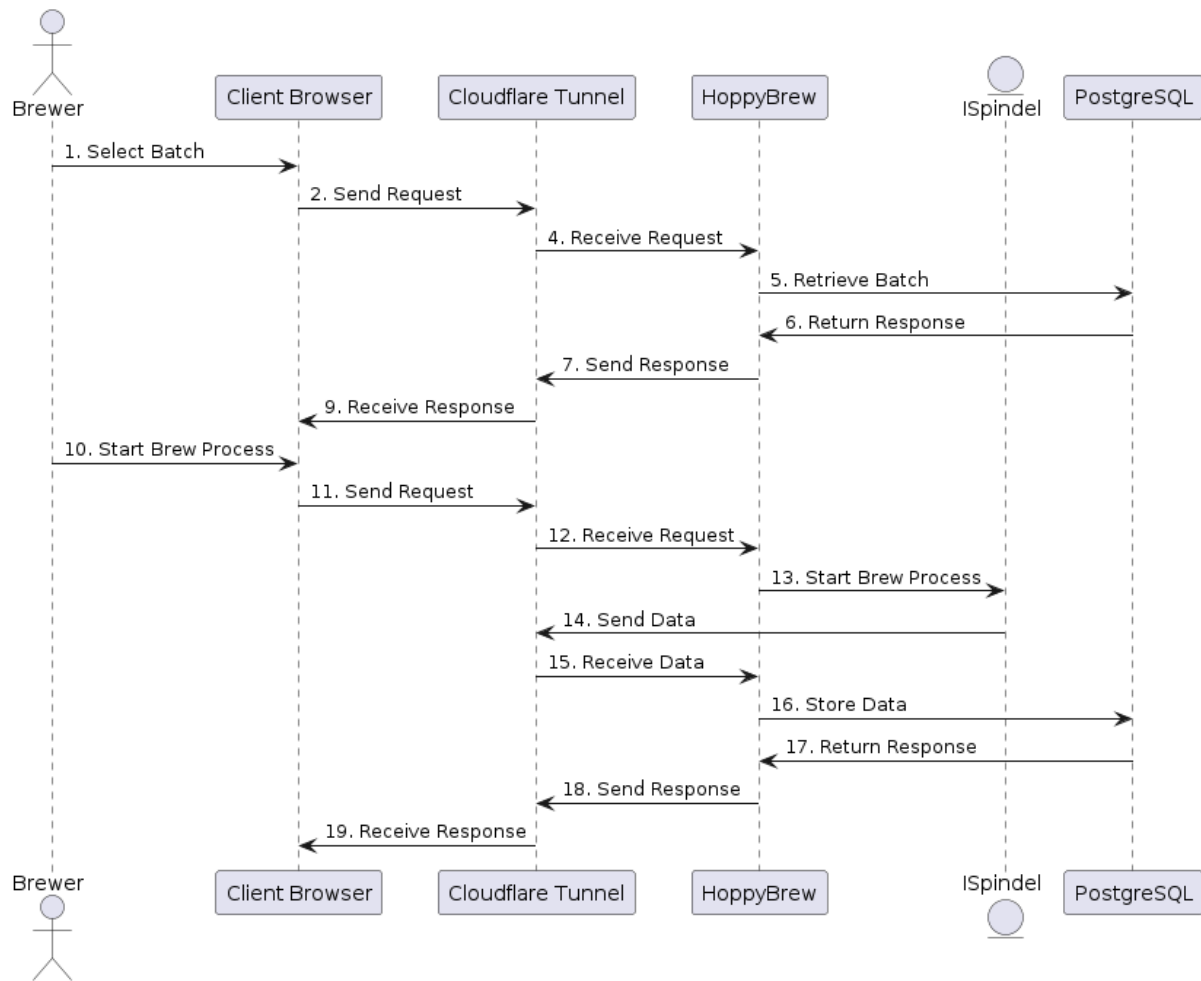 Brewer
Client Browser
Cloudflare Tunnel
HoppyBrew
ISpindel
PostgreSQL
1. Select Batch
2. Send Request
4. Receive Request
5. Retrieve Batch
6. Return Response
7. Send Response
9. Receive Response
10. Start Brew Process
11. Send Request
12. Receive Request
13. Start Brew Process
14. Send Data
15. Receive Data
16. Store Data
17. Return Response
18. Send Response
19. Receive Response
Brewer
Client Browser
Cloudflare Tunnel
HoppyBrew
ISpindel
PostgreSQL